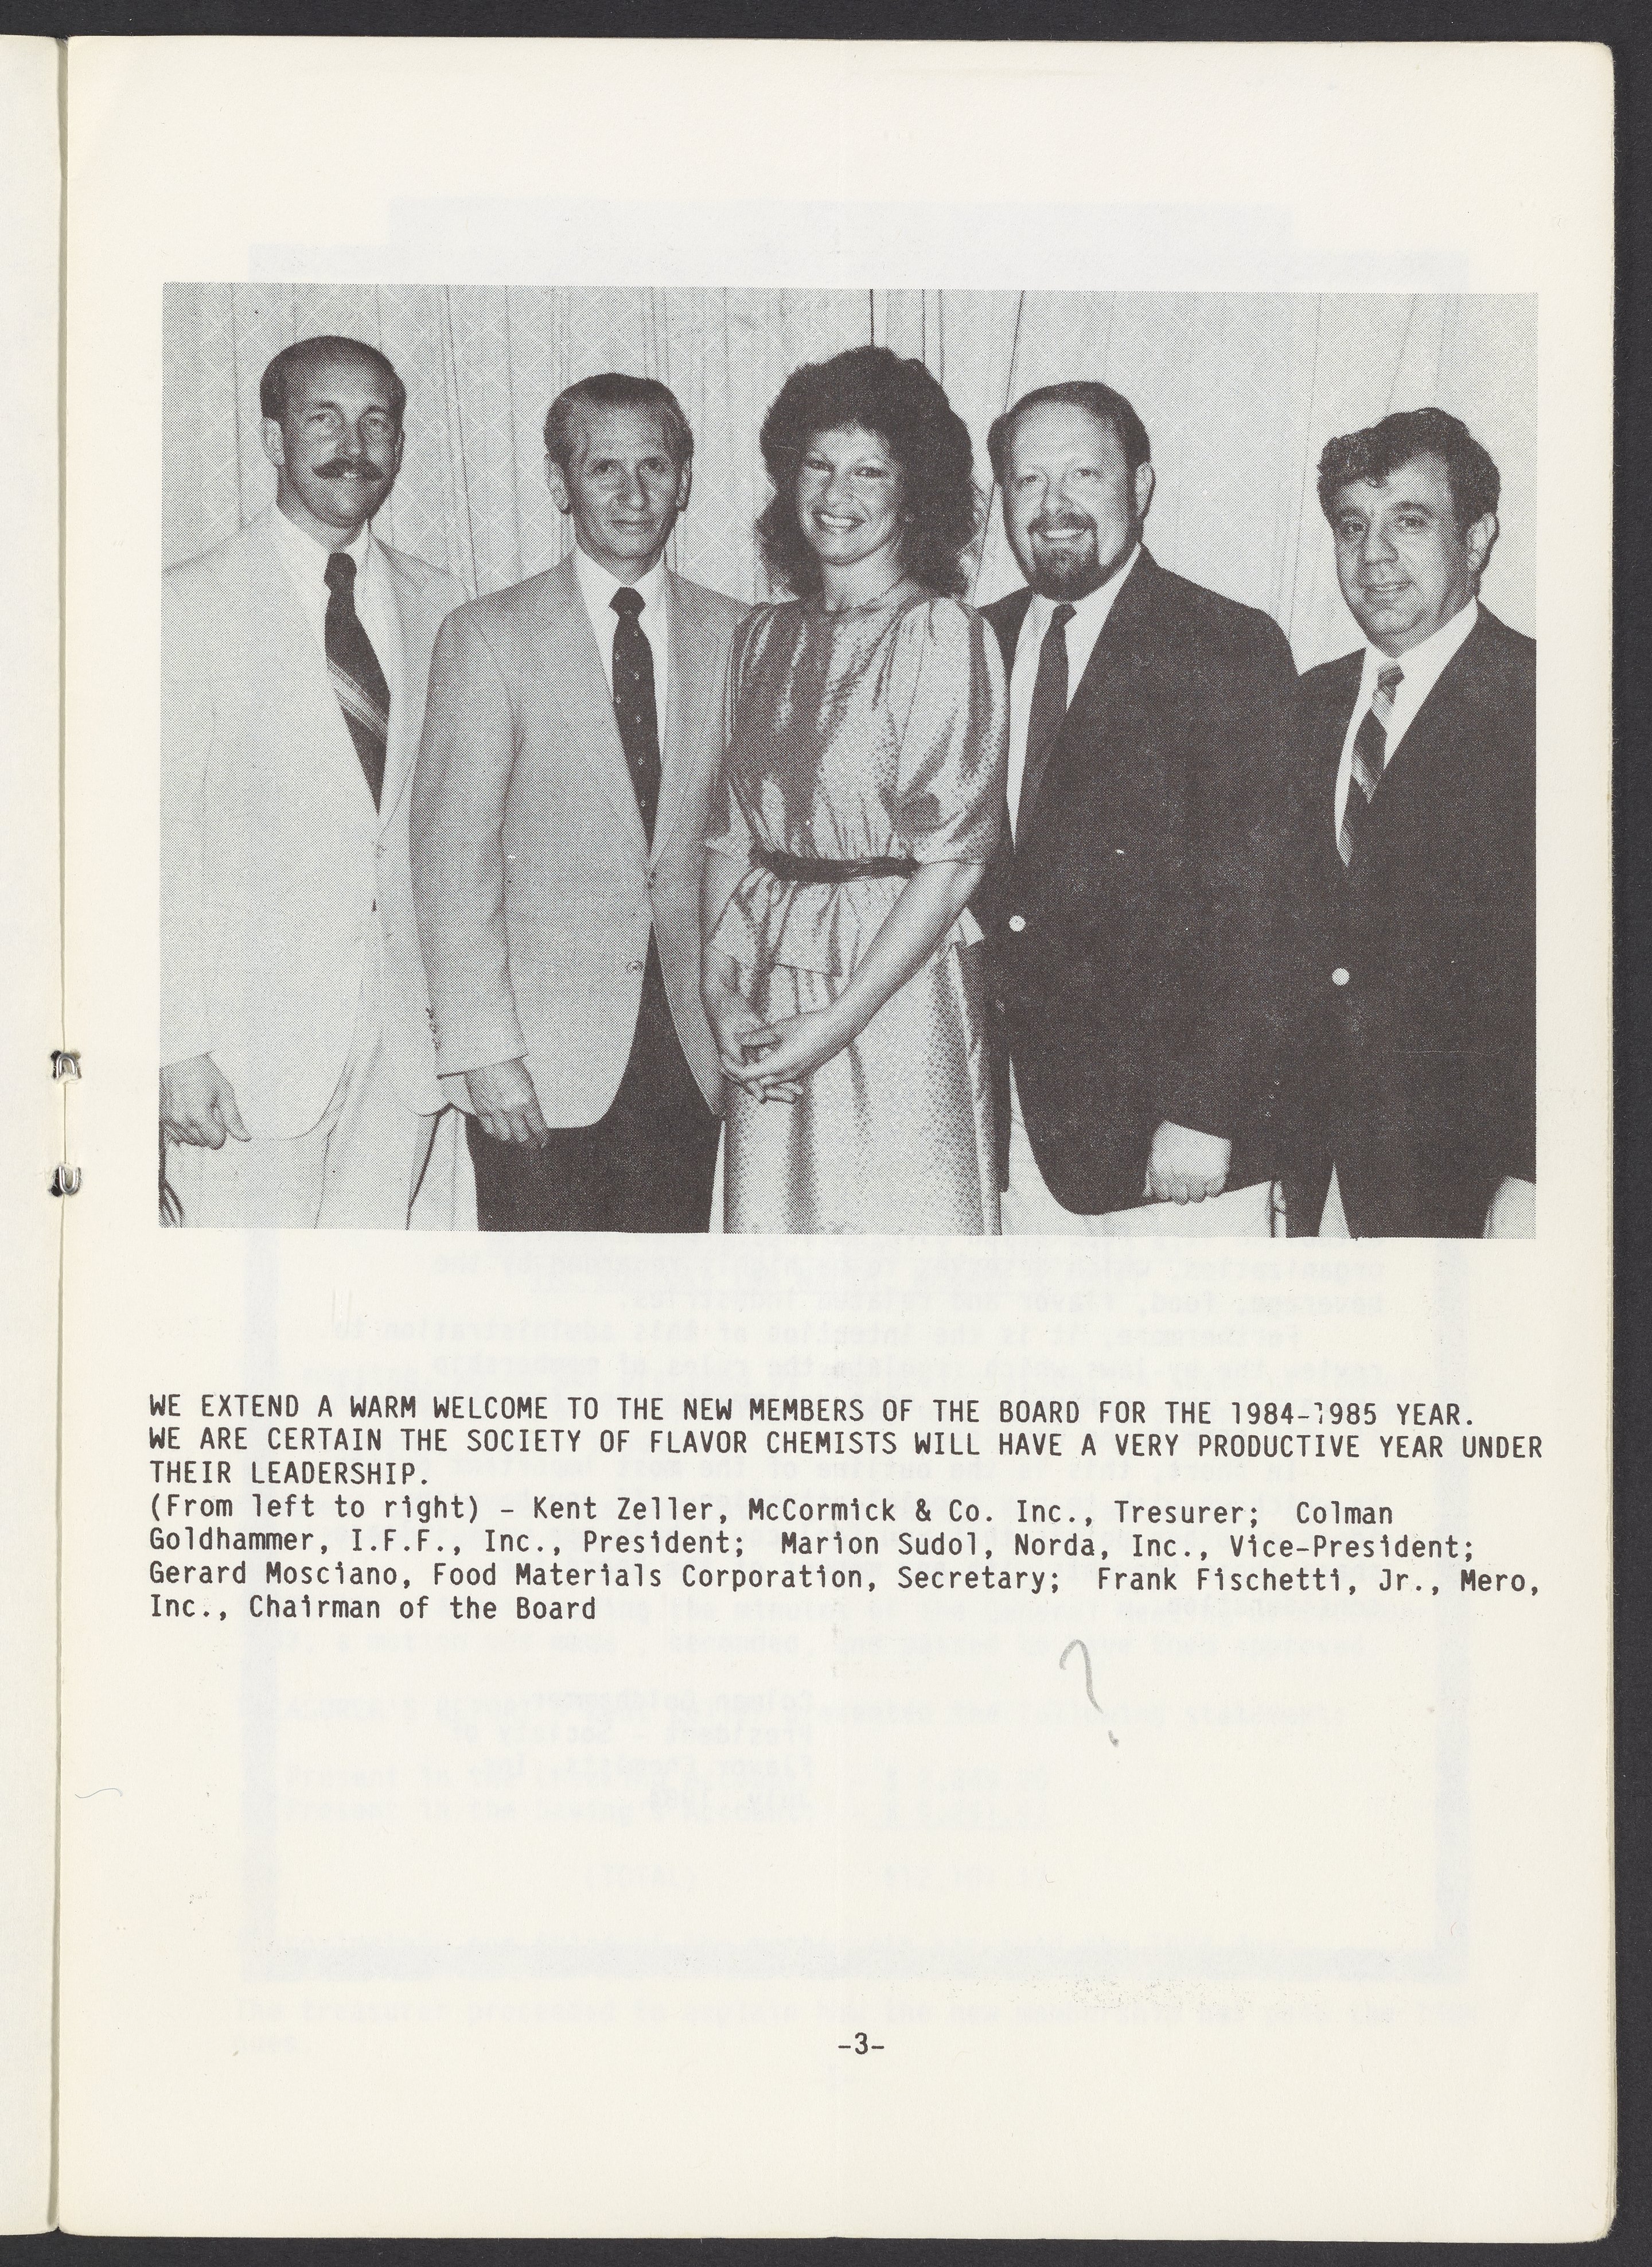 WE EXTEND A WARM WELCOME TO THE NEW MEMBERS OF THE BOARD FOR THE 1984-1985 YEAR.
WE ARE CERTAIN THE SOCIETY OF FLAVOR CHEMISTS WILL HAVE A VERY PRODUCTIVE YEAR UNDER
THEIR LEADERSHIP.
(From left to right) - Kent Zeller, McCormick & Co. Inc., Tresurer; Colman
Goldhammer, I.F.F., Inc., President; Marion Sudol, Norda, Inc., Vice-President;
Gerard Mosciano, Food Materials Corporation, Secretary; Frank Fischetti, Jr., Mero,
Inc., Chairman of the Board
?
-3-